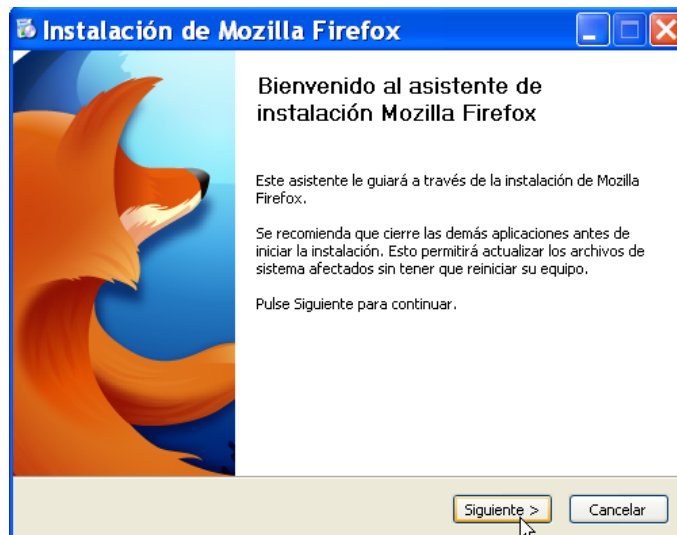 Instalación de Mozilla Firefox
Bienvenido al asistente de
instalación Mozilla Firefox
Este asistente le guiará a través de la instalación de Mozilla
Firefox.
Se recomienda que cierre las demás aplicaciones antes de
iniciar la instalación. Esto permitirá actualizar los archivos de
sistema afectados sin tener que reiniciar su equipo.
Pulse Siguiente para continuar.
Siguiente > Cancelar